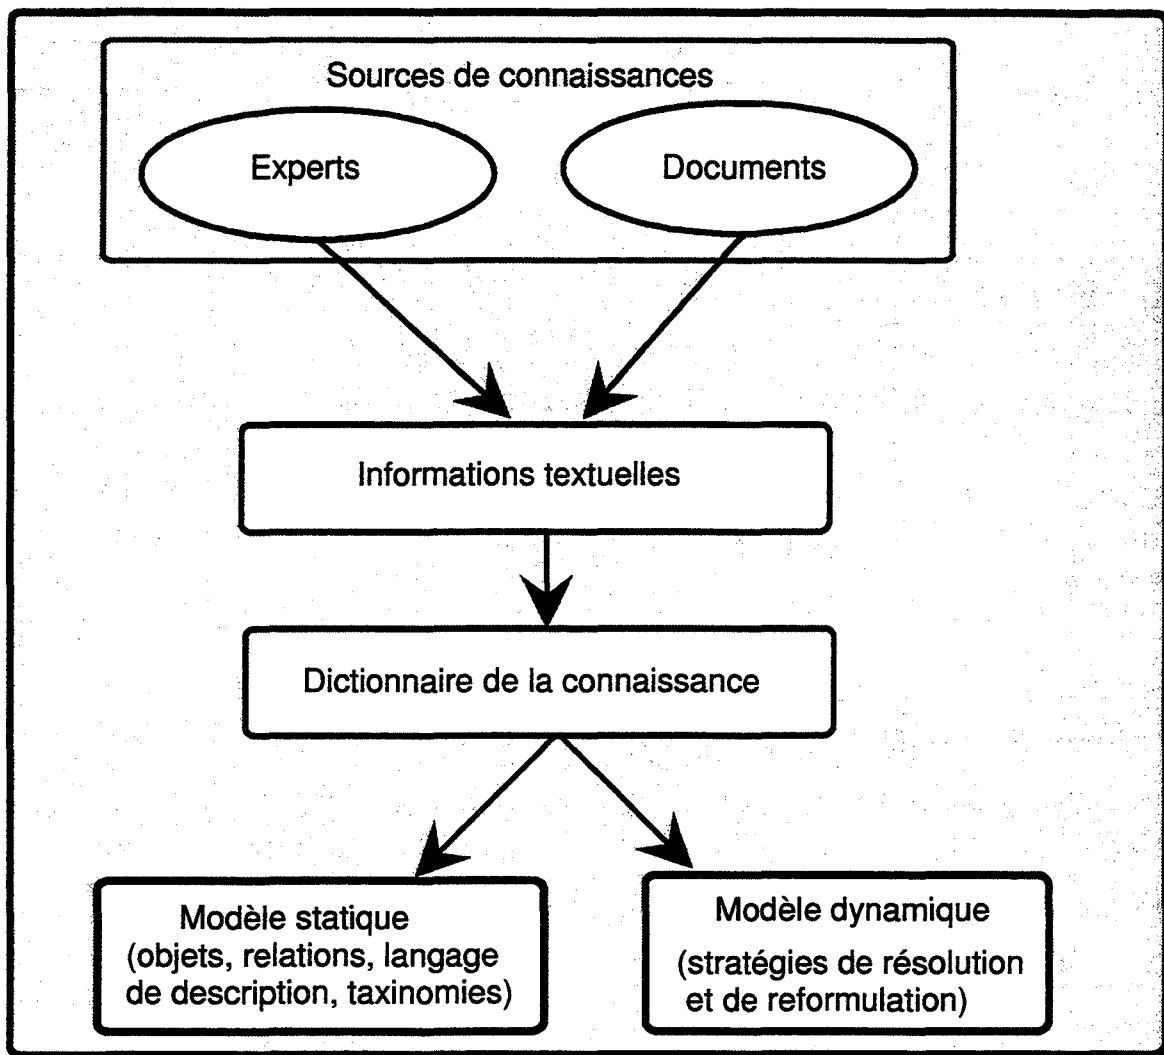 Sources de connaissances
Experts
Documents
Informations textuelles
Dictionnaire de la connaissance
Modèle statique
(objets, relations, langage
de description, taxinomies)
Modèle dynamique
(stratégies de résolution
et de reformulation)